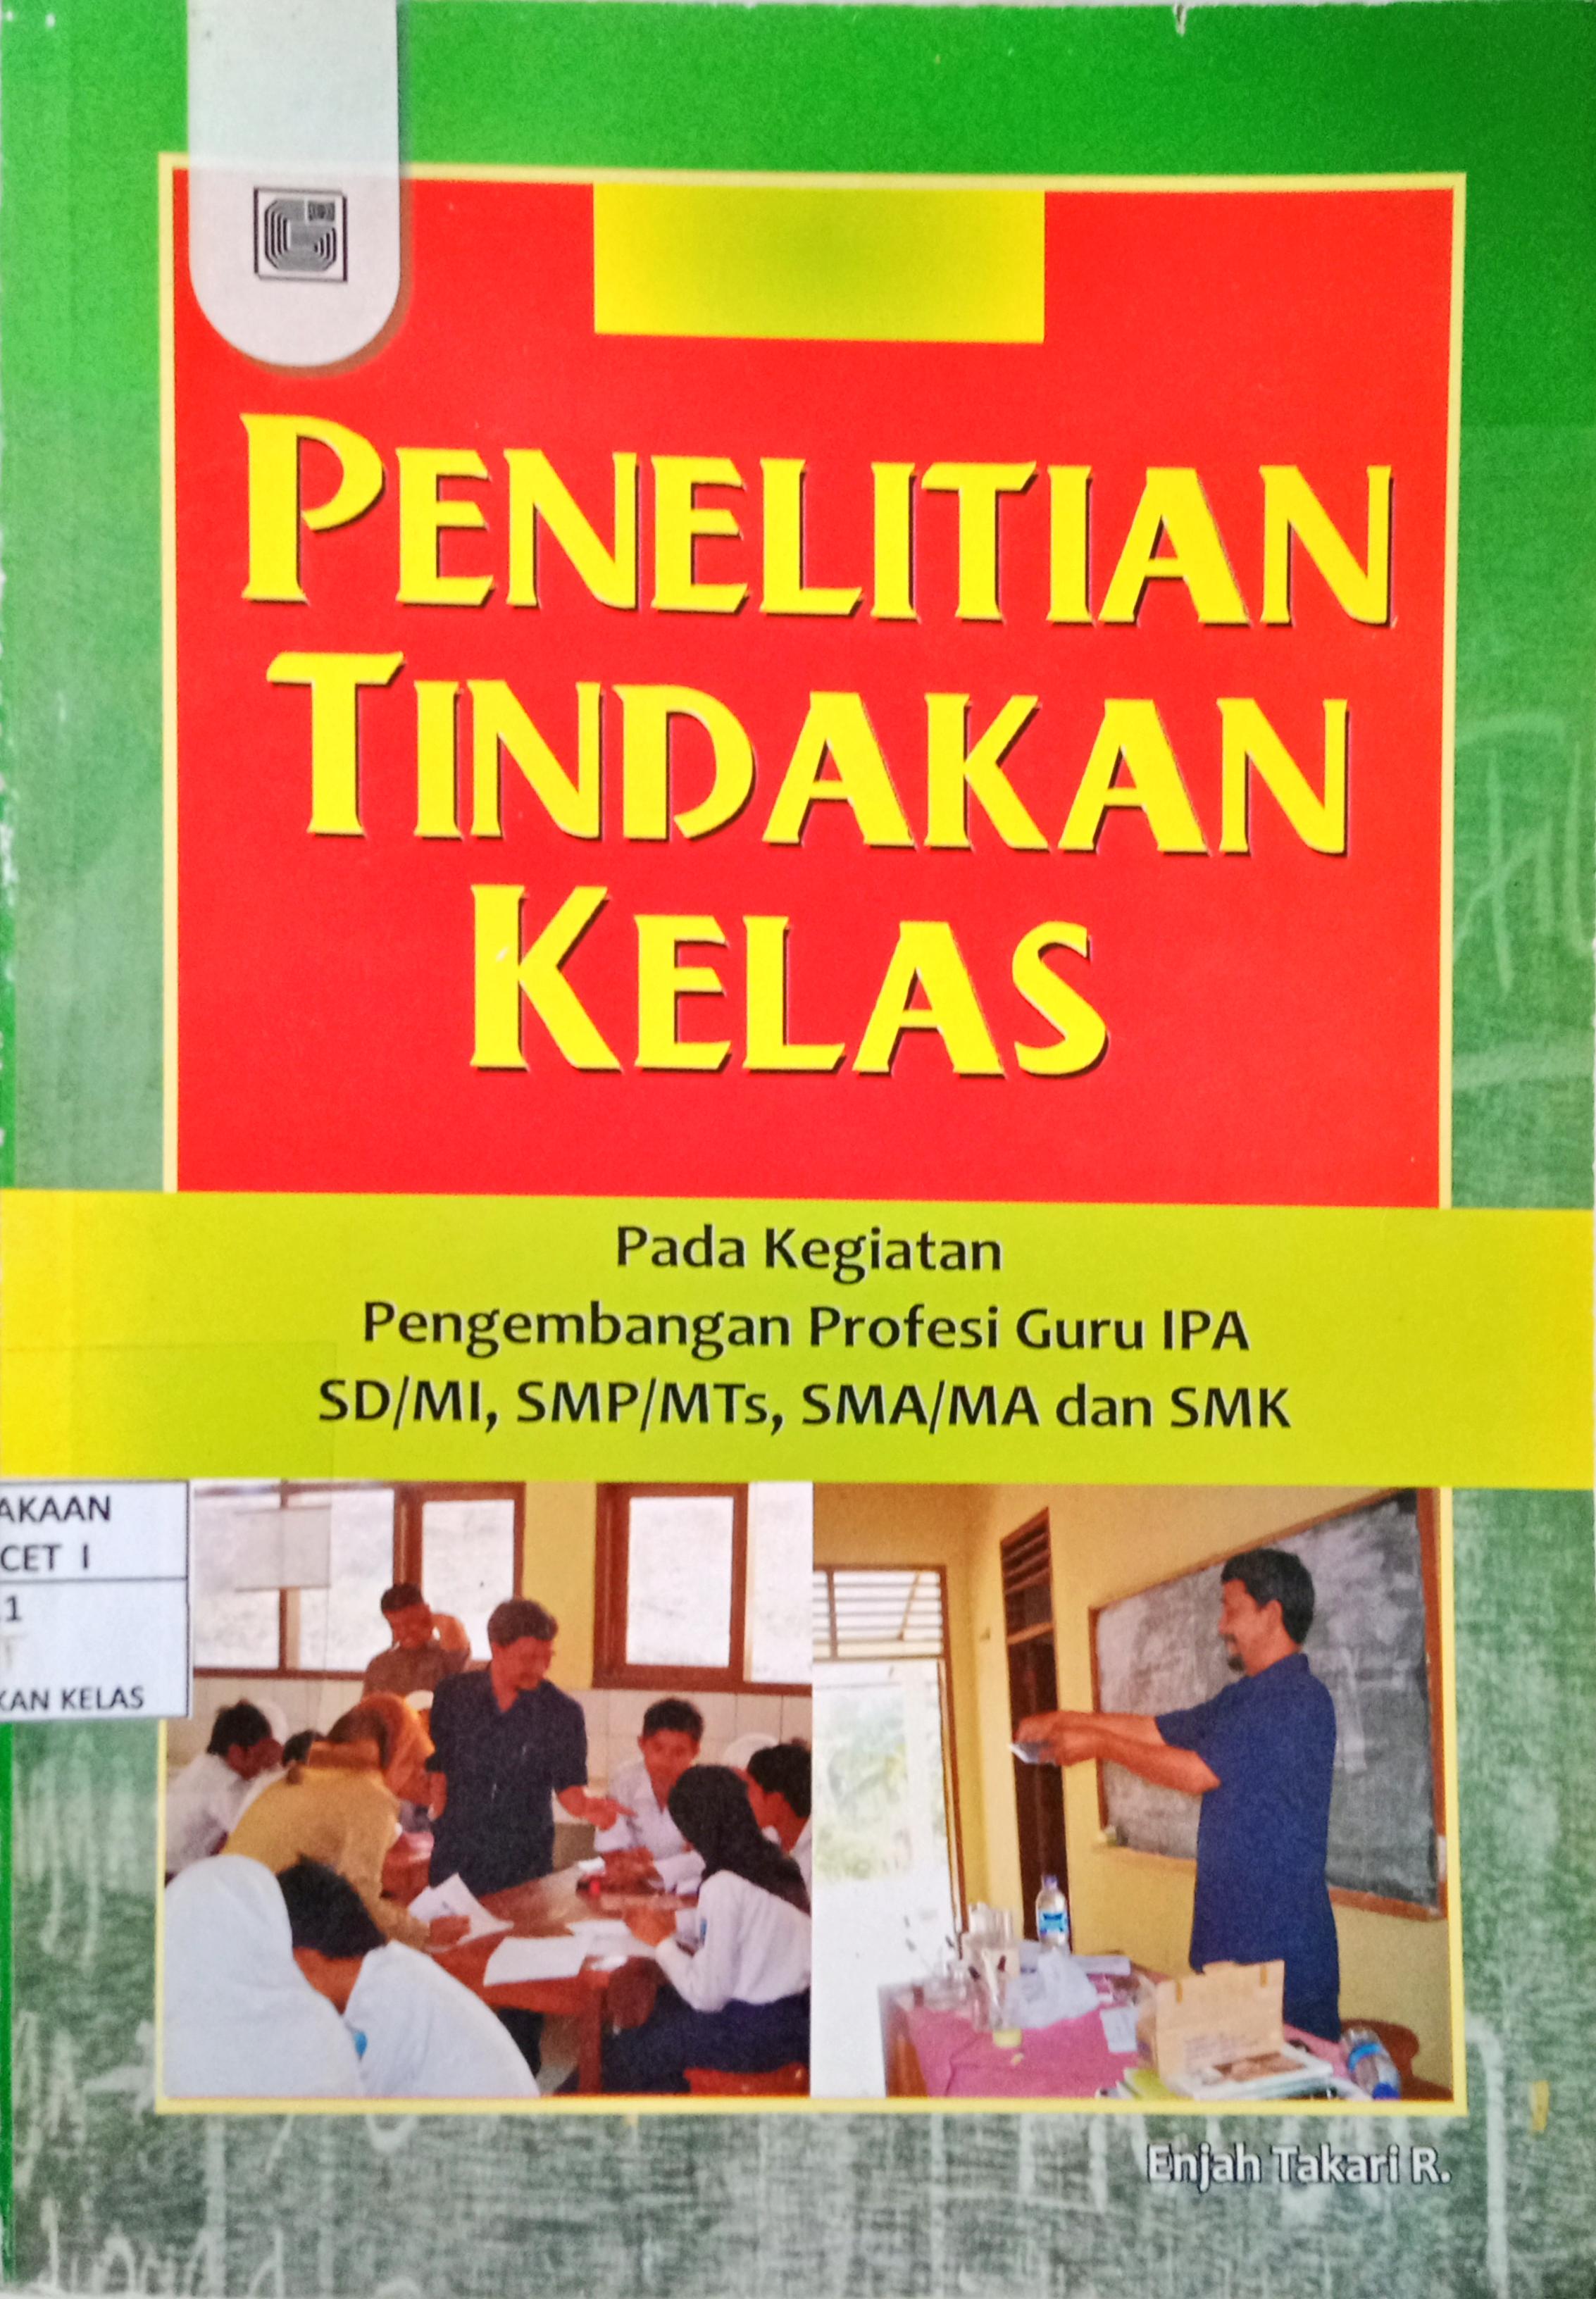 PENELITIAN
TINDAKAN
KELAS
Pada Kegiatan
Pengembangan Profesi Guru IPA
SD/MI, SMP/MTs, SMA/MA dan SMK
AKAAN
CET I
1
KAN KELAS
Enjah Takari R.